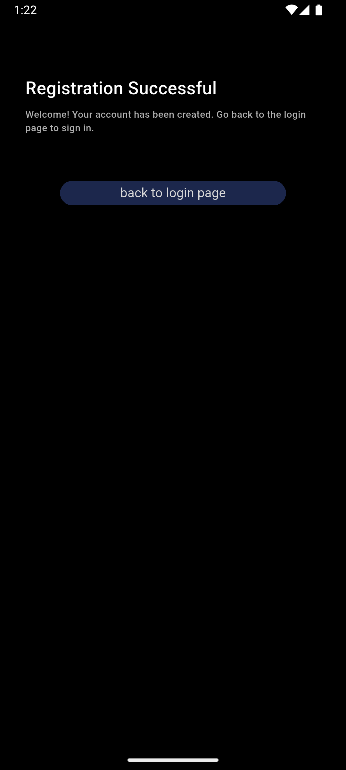 1:22
Registration Successful
Welcome! Your account has been created. Go back to the login
page to sign in.
back to login page